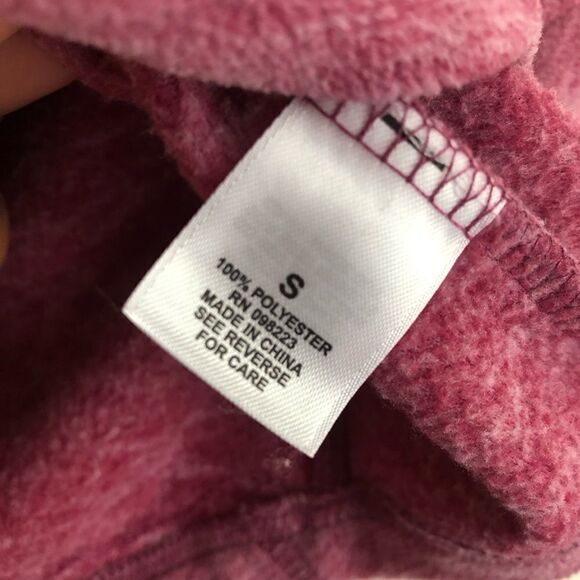 S
100% POLYESTER
RN 098223
MADE IN CHINA
SEE REVERSE
FOR CARE